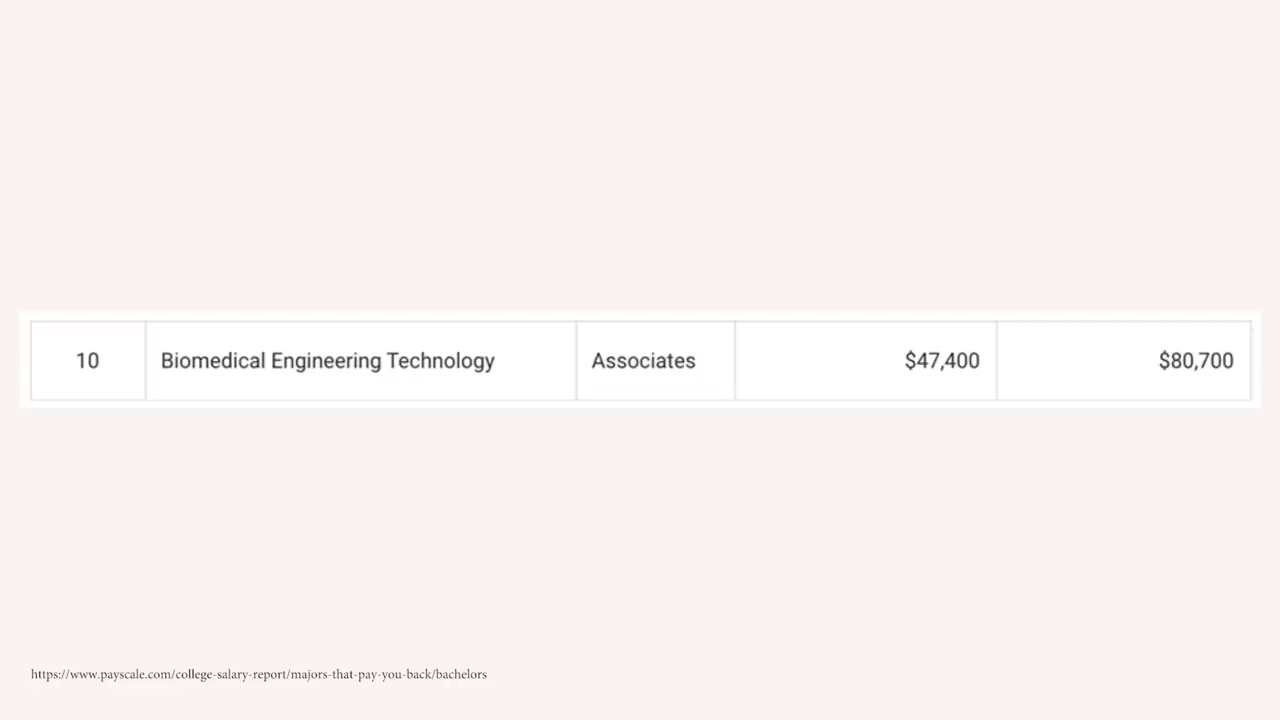 10 Biomedical Engineering Technology Associates $47,400 $80,700
https://www.payscale.com/college-salary-report/majors-that-pay-you-back/bachelors